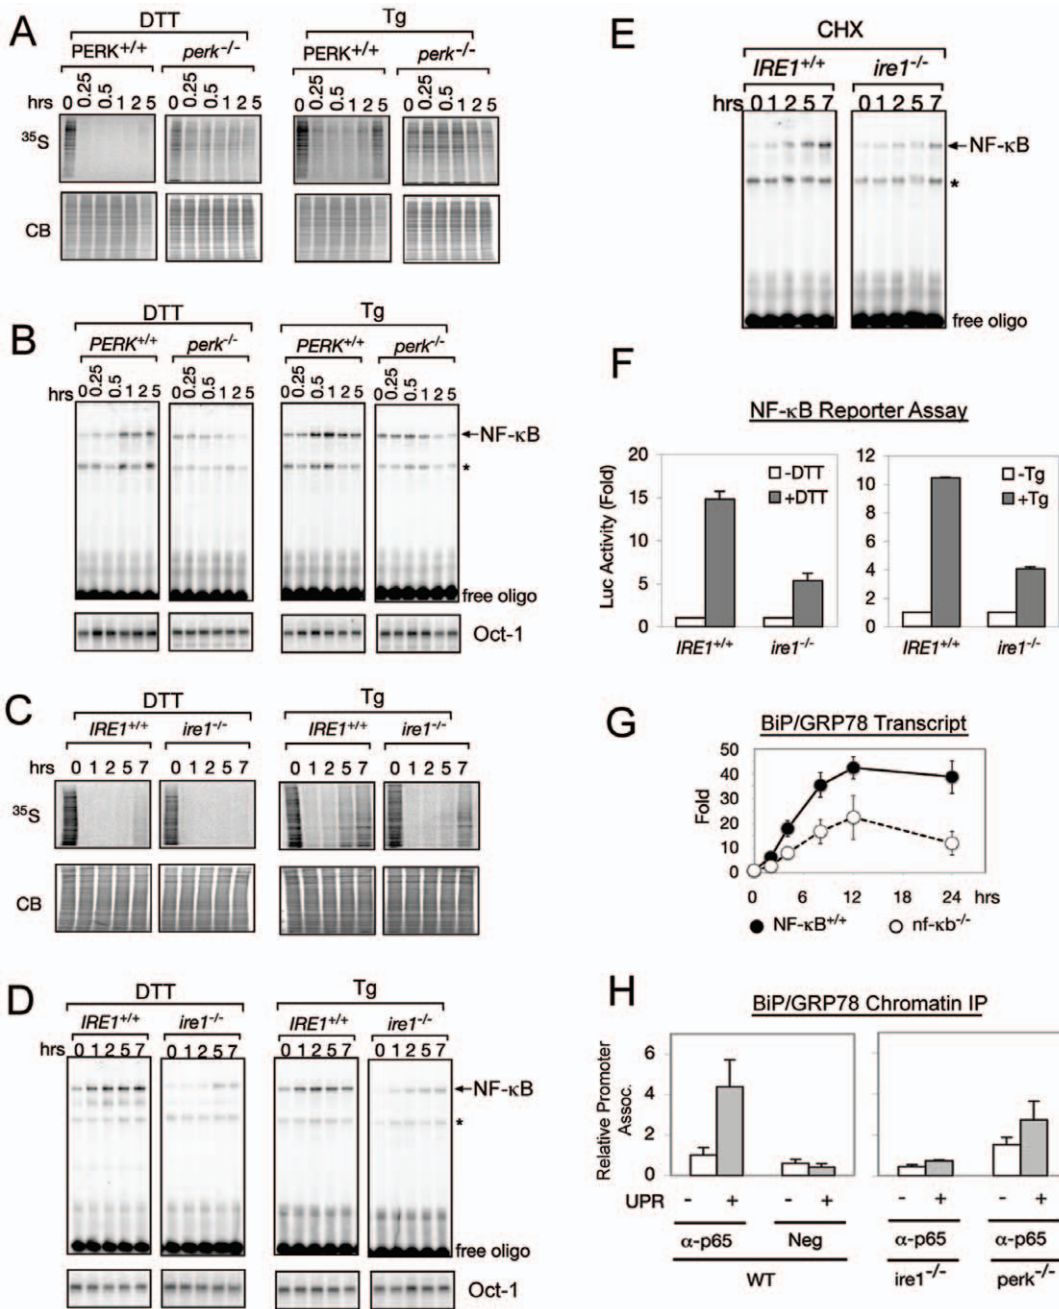 A
DTT
Tg
PERK+/+ perk-/- PERK+/+ perk-/-
hrs 0 0.25 0.5 1 2 5 0 0.25 0.5 1 2 5 0 0.25 0.5 1 2 5 0 0.25 0.5 1 2 5
35S
CB
B
DTT
Tg
PERK+/+ perk-/- PERK+/+ perk-/-
hrs 0 0.25 0.5 1 2 5 0 0.25 0.5 1 2 5 0 0.25 0.5 1 2 5 0 0.25 0.5 1 2 5
NF-κB
*
free oligo
Oct-1
C
DTT
Tg
IRE1+/+ ire1-/- IRE1+/+ ire1-/-
hrs 0 1 2 5 7 0 1 2 5 7 0 1 2 5 7 0 1 2 5 7
35S
CB
D
DTT
Tg
IRE1+/+ ire1-/- IRE1+/+ ire1-/-
hrs 0 1 2 5 7 0 1 2 5 7 0 1 2 5 7 0 1 2 5 7
NF-κB
*
free oligo
Oct-1
E
CHX
IRE1+/+ ire1-/-
hrs 0 1 2 5 7 0 1 2 5 7
NF-κB
*
free oligo
F
NF-κB Reporter Assay
Luc Activity (Fold)
20
15
10
5
0
-DTT
+DTT
IRE1+/+ ire1-/-
12
10
8
6
4
2
0
-Tg
+Tg
IRE1+/+ ire1-/-
G
BiP/GRP78 Transcript
Fold
50
40
30
20
10
0
0 6 12 18 24 hrs
NF-κB+/+ nf-κb-/-
H
BiP/GRP78 Chromatin IP
Relative Promoter
Assoc.
6
4
2
0
UPR - + - + - + - +
α-p65 Neg α-p65 α-p65
WT ire1-/- perk-/-